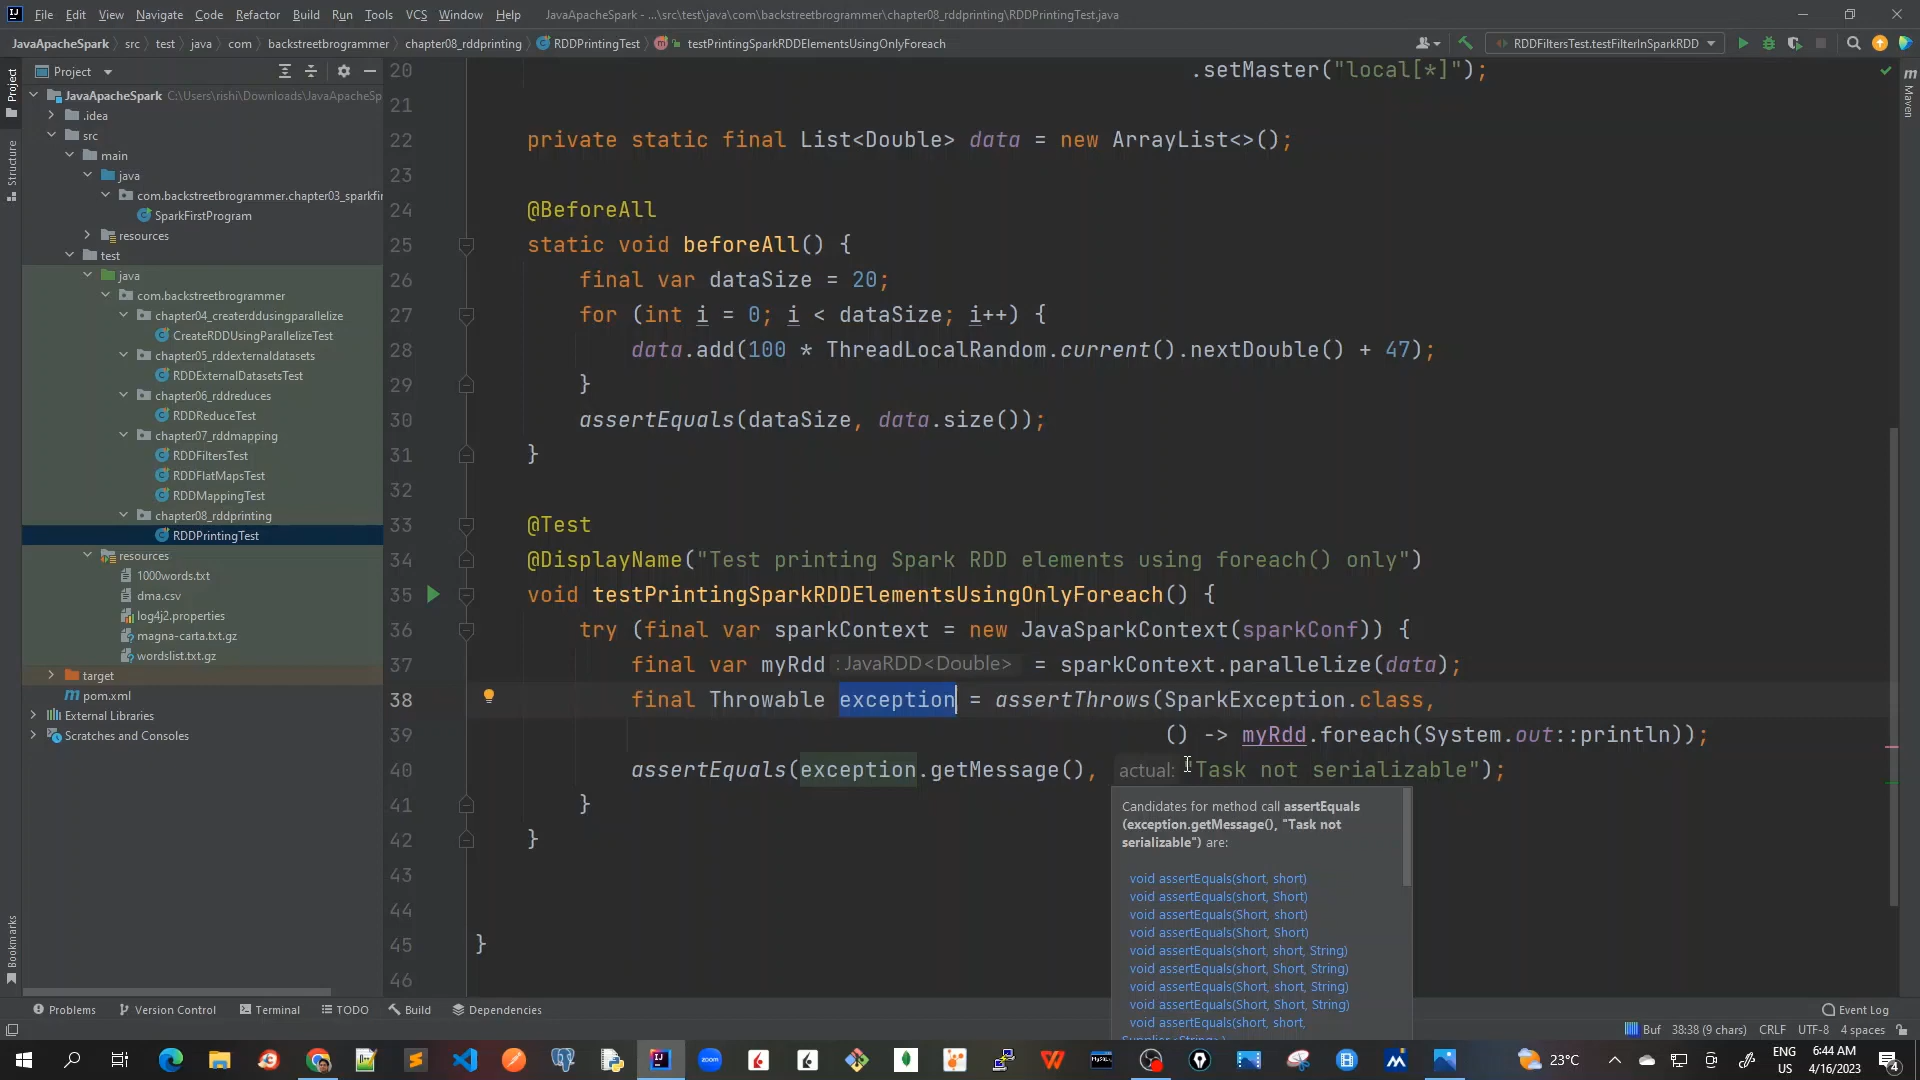 File Edit View Navigate Code Refactor Build Run Tools VCS Window Help JavaApacheSpark - ...\src\test\java\com\backstreetbrogrammer\chapter08_rddprinting\RDDPrintingTest.java
JavaApacheSpark src test java com backstreetbrogrammer chapter08_rddprinting RDDPrintingTest testPrintingSparkRDDElementsUsingOnlyForeach RDDFiltersTest.testFilterInSparkRDD
Project
JavaApacheSpark C:\Users\rishi\Downloads\JavaApacheSp
.idea
src
main
java
com.backstreetbrogrammer.chapter03_sparkfir
SparkFirstProgram
resources
test
java
com.backstreetbrogrammer
chapter04_createrddusingparallelize
CreateRDDUsingParallelizeTest
chapter05_rddexternaldatasets
RDDExternalDatasetsTest
chapter06_rddreduces
RDDReduceTest
chapter07_rddmapping
RDDFiltersTest
RDDFlatMapsTest
RDDMappingTest
chapter08_rddprinting
RDDPrintingTest
resources
1000words.txt
dma.csv
log4j2.properties
magna-carta.txt.gz
wordslist.txt.gz
target
pom.xml
External Libraries
Scratches and Consoles
Project
Structure
Bookmarks
Maven
20 .setMaster("local[*]");
21
22 private static final List<Double> data = new ArrayList<>();
23
24 @BeforeAll
25 static void beforeAll() {
26 final var dataSize = 20;
27 for (int i = 0; i < dataSize; i++) {
28 data.add(100 * ThreadLocalRandom.current().nextDouble() + 47);
29 }
30 assertEquals(dataSize, data.size());
31 }
32
33 @Test
34 @DisplayName("Test printing Spark RDD elements using foreach() only")
35 void testPrintingSparkRDDElementsUsingOnlyForeach() {
36 try (final var sparkContext = new JavaSparkContext(sparkConf)) {
37 final var myRdd : JavaRDD<Double> = sparkContext.parallelize(data);
38 final Throwable exception = assertThrows(SparkException.class,
39 () -> myRdd.foreach(System.out::println));
40 assertEquals(exception.getMessage(), actual: "Task not serializable");
41 }
42 }
43
44
45 }
46
Candidates for method call assertEquals
(exception.getMessage(), "Task not
serializable") are:
void assertEquals(short, short)
void assertEquals(short, Short)
void assertEquals(Short, short)
void assertEquals(Short, Short)
void assertEquals(short, short, String)
void assertEquals(short, Short, String)
void assertEquals(Short, short, String)
void assertEquals(Short, Short, String)
void assertEquals(short, short,
Supplier<String>)
Problems Version Control Terminal TODO Build Dependencies Event Log
Buf 38:38 (9 chars) CRLF UTF-8 4 spaces
23°C ENG US 6:44 AM 4/16/2023 4